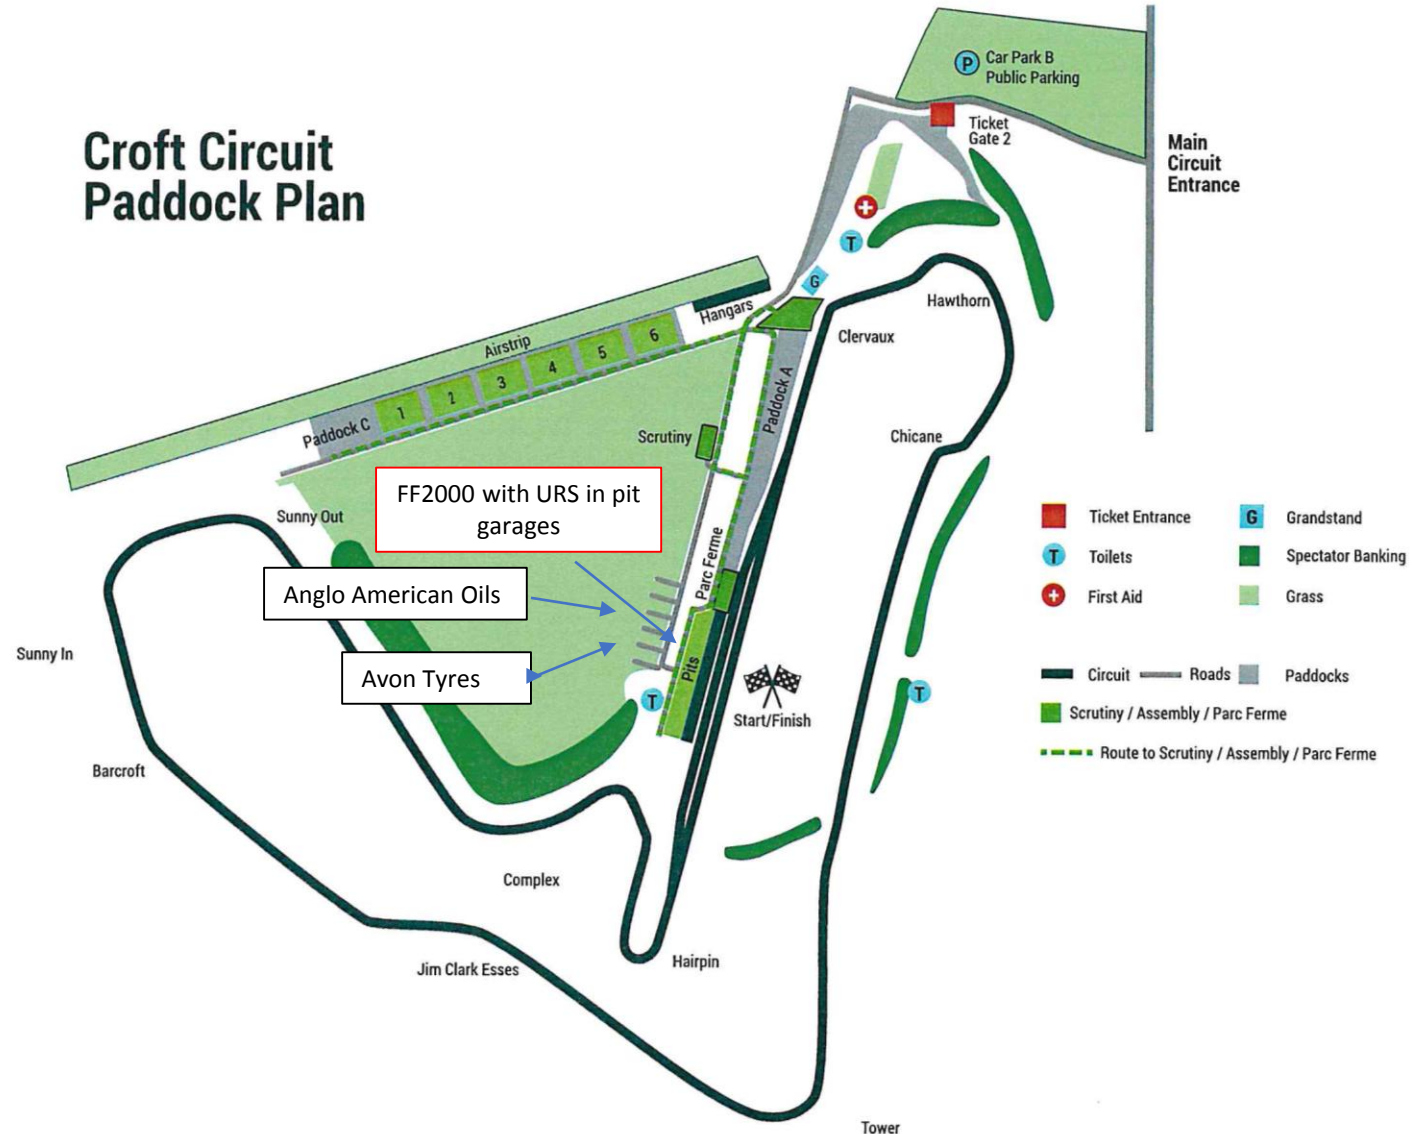 Croft Circuit
Paddock Plan
P
Car Park B
Public Parking
Ticket
Gate 2
Main
Circuit
Entrance
T
G
Hawthorn
Clervaux
Hangars
Airstrip
1
2
3
4
5
6
Paddock C
Paddock A
Scrutiny
Chicane
FF2000 with URS in pit
garages
Sunny Out
Parc Ferme
Anglo American Oils
Avon Tyres
Sunny In
Pits
T
Start/Finish
T
Barcroft
Complex
Jim Clark Esses
Hairpin
Tower
Ticket Entrance
G
Grandstand
T
Toilets
Spectator Banking
First Aid
Grass
Circuit
Roads
Paddocks
Scrutiny / Assembly / Parc Ferme
Route to Scrutiny / Assembly / Parc Ferme